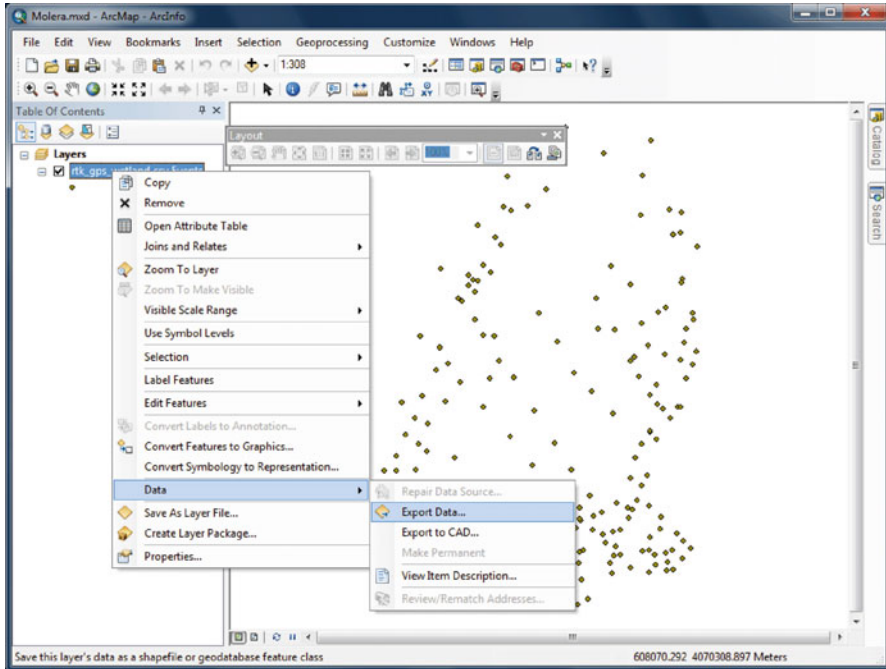 Molera.mxd - ArcMap - ArcInfo
File Edit View Bookmarks Insert Selection Geoprocessing Customize Windows Help
1:308
Table Of Contents
Layers
rtk_gps_wetland.csv Events
Layout
100%
Catalog
Search
Copy
Remove
Open Attribute Table
Joins and Relates
Zoom To Layer
Zoom To Make Visible
Visible Scale Range
Use Symbol Levels
Selection
Label Features
Edit Features
Convert Labels to Annotation...
Convert Features to Graphics...
Convert Symbology to Representation...
Data
Save As Layer File...
Create Layer Package...
Properties...
Repair Data Source...
Export Data...
Export to CAD...
Make Permanent
View Item Description...
Review/Rematch Addresses...
Save this layer's data as a shapefile or geodatabase feature class
608070.292 4070308.897 Meters